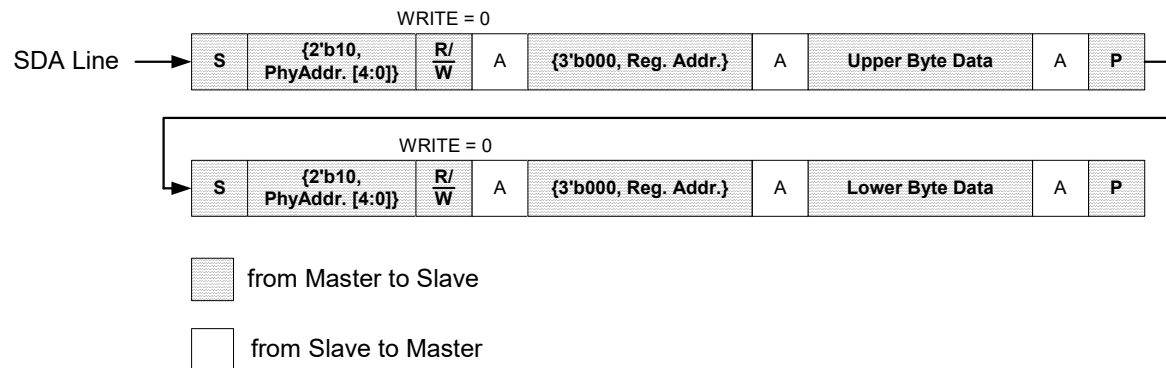 WRITE = 0
SDA Line
S
{2'b10,
PhyAddr. [4:0]}
R/
W
A
{3'b000, Reg. Addr.}
A
Upper Byte Data
A
P
WRITE = 0
S
{2'b10,
PhyAddr. [4:0]}
R/
W
A
{3'b000, Reg. Addr.}
A
Lower Byte Data
A
P
from Master to Slave
from Slave to Master